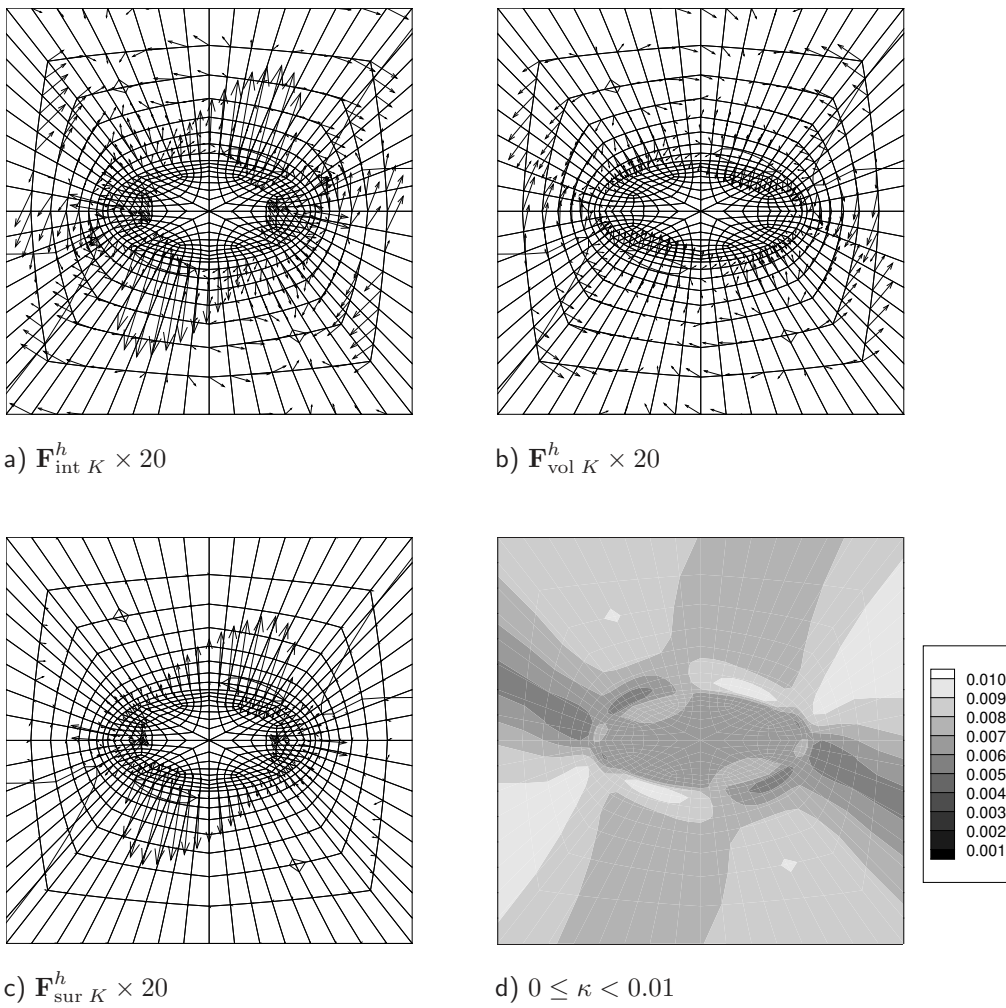 a) F^h_int K × 20
b) F^h_vol K × 20
0.010
0.009
0.008
0.007
0.006
0.005
0.004
0.003
0.002
0.001
c) F^h_sur K × 20
d) 0 ≤ κ < 0.01